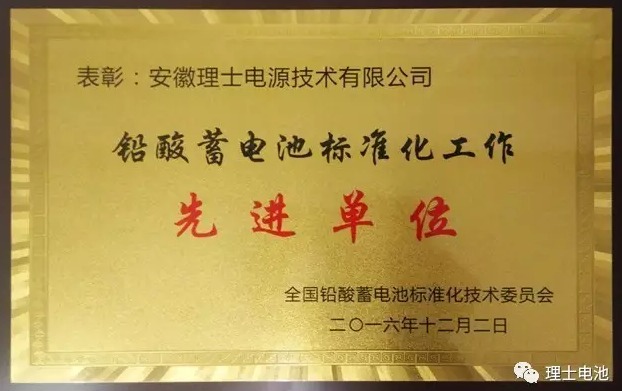 表彰：安徽理士电源技术有限公司
铅酸蓄电池标准化工作
先进单位
全国铅酸蓄电池标准化技术委员会
二〇一六年十二月二日
理士电池